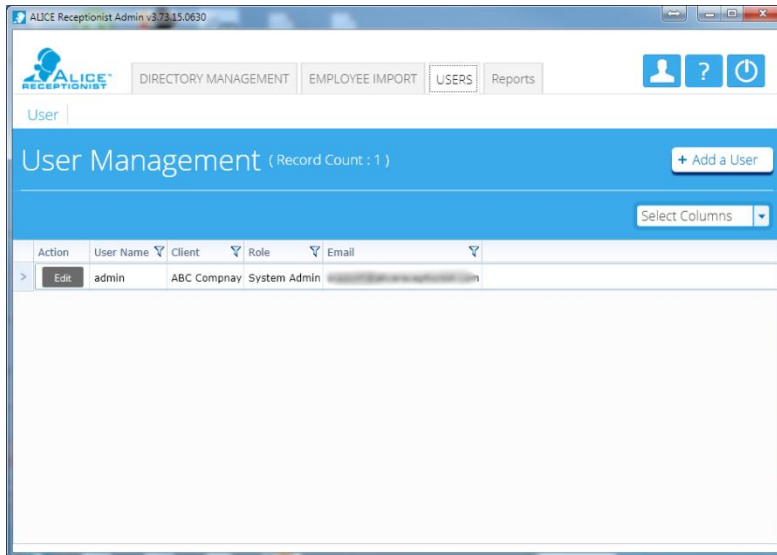 ALICE Receptionist Admin v3.73.15.0630
ALICE
RECEPTIONIST
DIRECTORY MANAGEMENT EMPLOYEE IMPORT USERS Reports ?
User
User Management ( Record Count : 1 )
+ Add a User
Select Columns
Action User Name Client Role Email
> Edit admin ABC Compnay System Admin